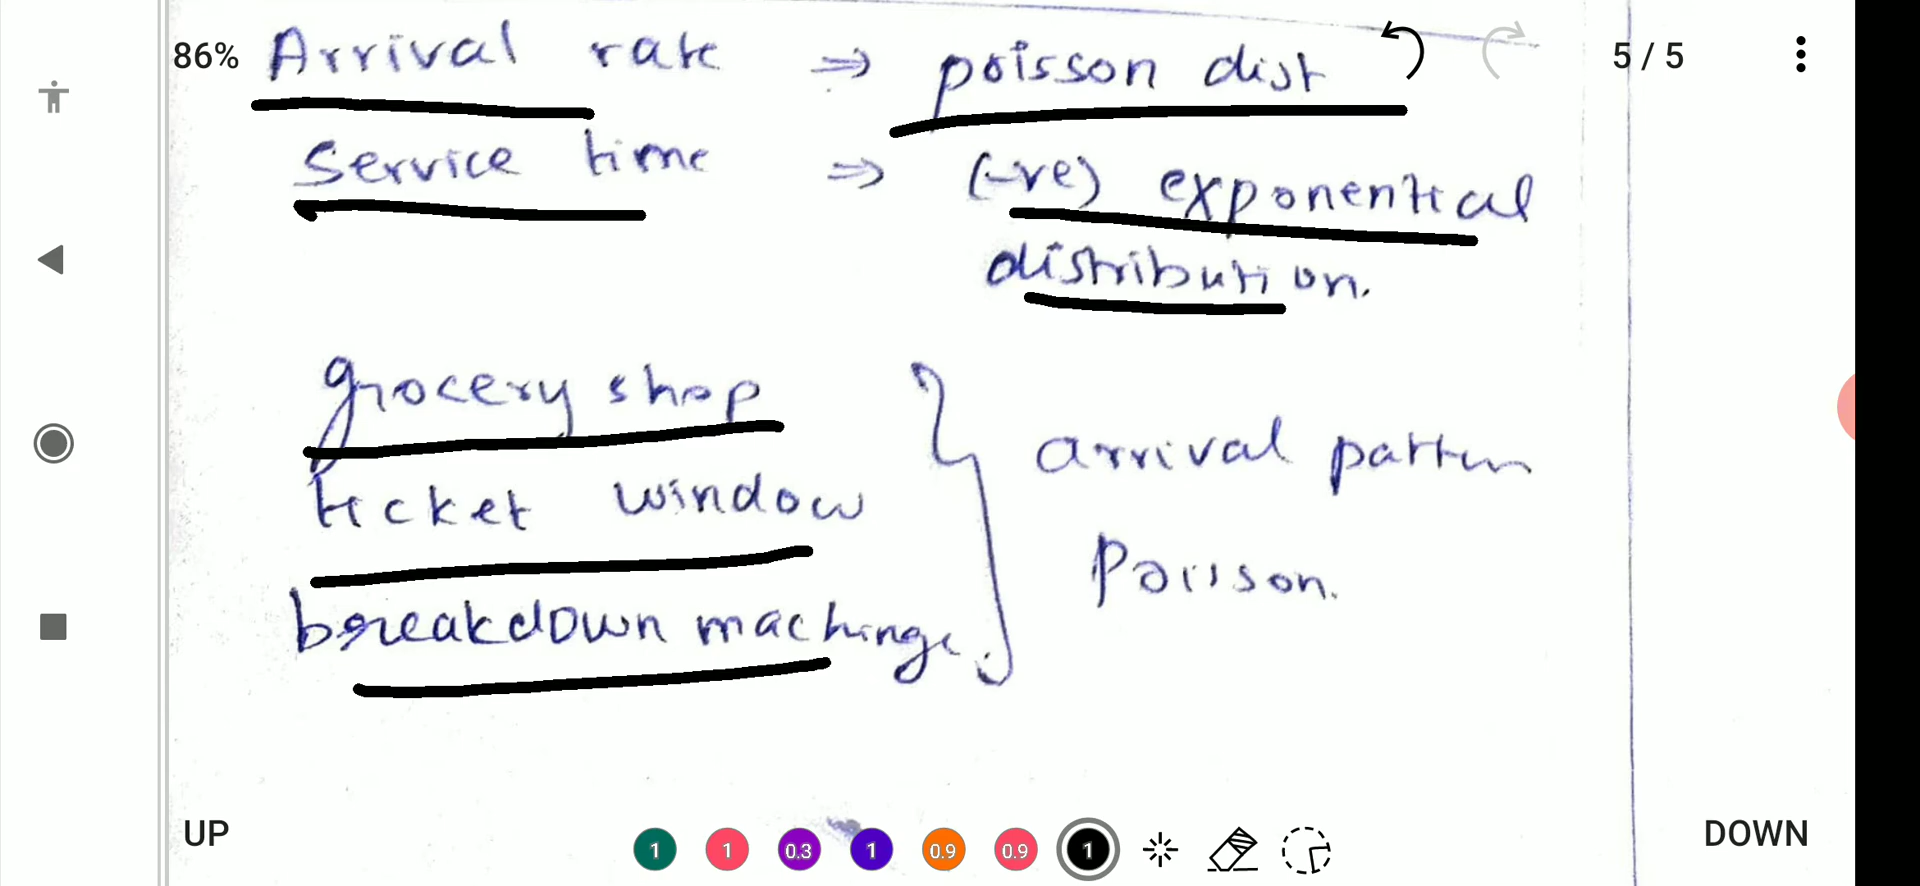 86% Arrival rate ⇒ poisson dist 5 / 5
Service time ⇒ (-ve) exponential
distribution.
grocery shop
ticket window
arrival pattern
Poisson.
breakdown machinge.
UP
DOWN
1 1 0.3 1 0.9 0.9 1